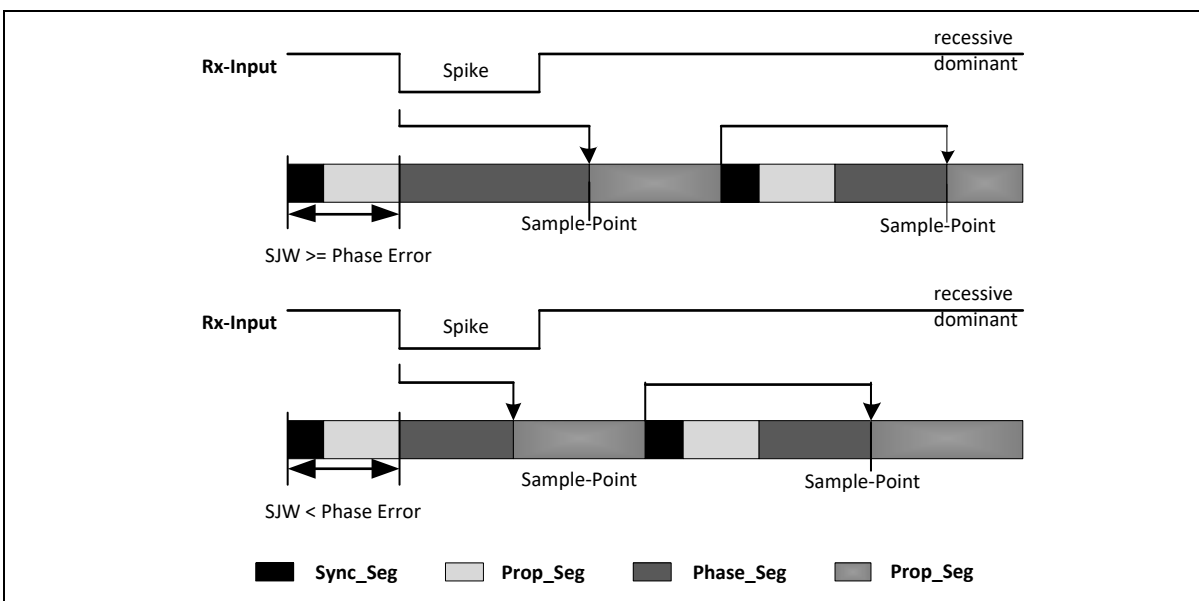 recessive
Rx-Input
Spike
dominant
Sample-Point
Sample-Point
SJW >= Phase Error
recessive
Rx-Input
Spike
dominant
Sample-Point
Sample-Point
SJW < Phase Error
Sync_Seg
Prop_Seg
Phase_Seg
Prop_Seg